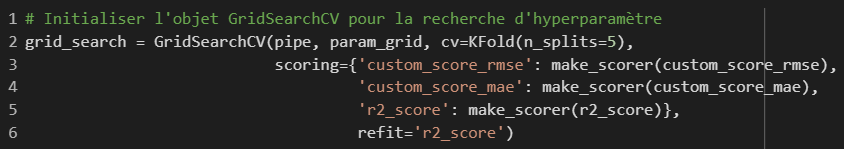 1 # Initialiser l'objet GridSearchCV pour la recherche d'hyperparamètre
2 grid_search = GridSearchCV(pipe, param_grid, cv=KFold(n_splits=5),
3                            scoring={'custom_score_rmse': make_scorer(custom_score_rmse),
4                                     'custom_score_mae': make_scorer(custom_score_mae),
5                                     'r2_score': make_scorer(r2_score)},
6                                     refit='r2_score')